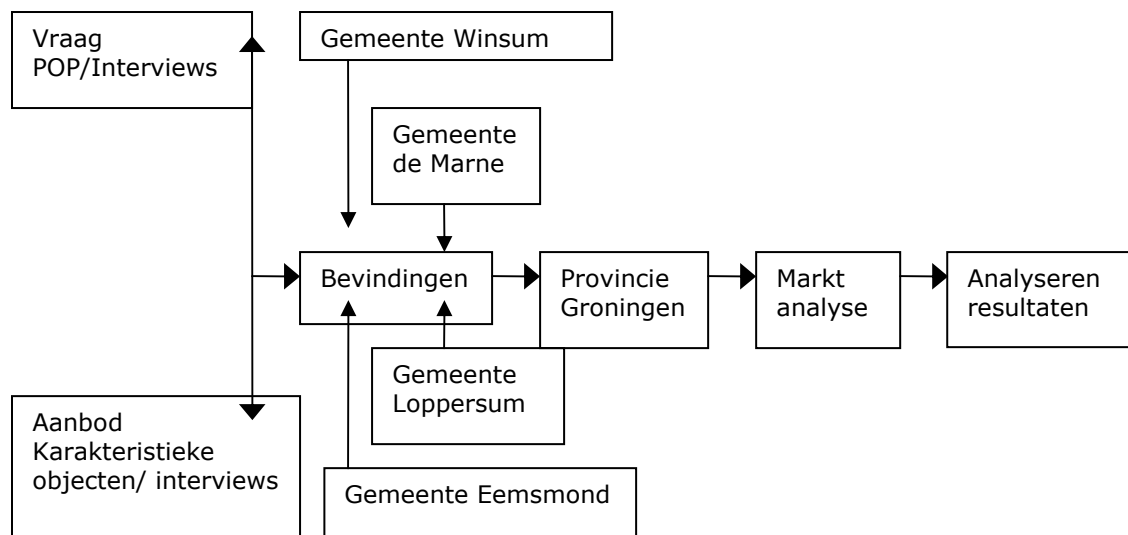 Vraag
POP/Interviews
Gemeente Winsum
Gemeente
de Marne
Bevindingen
Provincie
Groningen
Markt
analyse
Analyseren
resultaten
Gemeente
Loppersum
Aanbod
Karakteristieke
objecten/ interviews
Gemeente Eemsmond